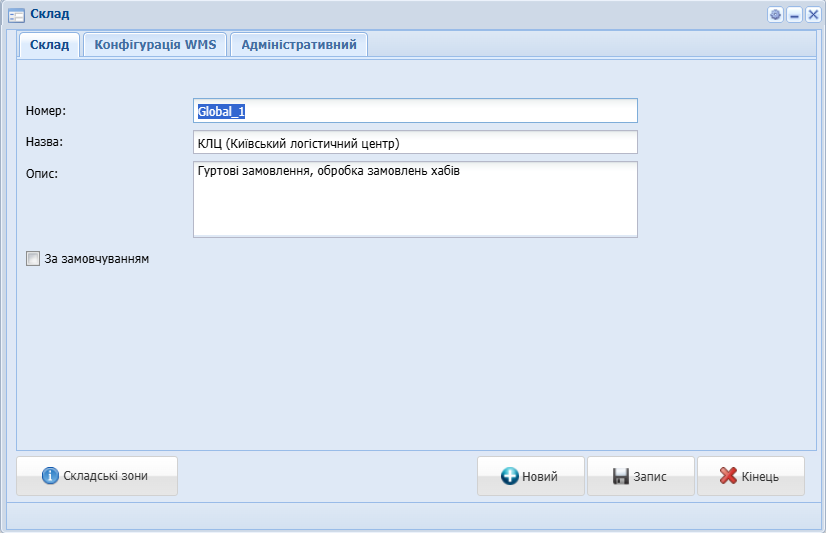 Склад
Склад Конфігурація WMS Адміністративний
Номер: Global_1
Назва: КЛЦ (Київський логістичний центр)
Опис: Гуртові замовлення, обробка замовлень хабів
За замовчуванням
Складські зони Новий Запис Кінець